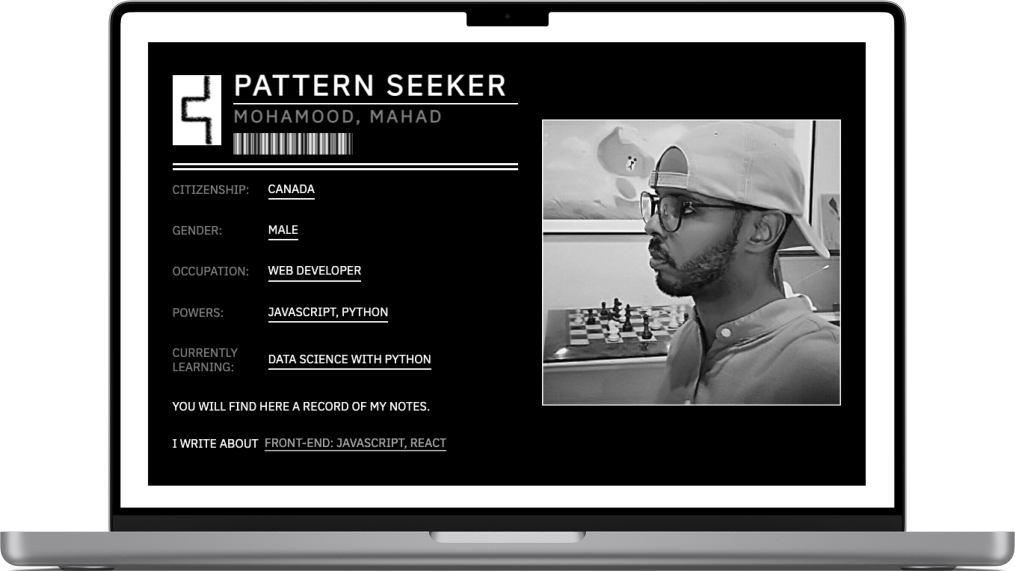 PATTERN SEEKER
MOHAMOOD, MAHAD
CITIZENSHIP: CANADA
GENDER: MALE
OCCUPATION: WEB DEVELOPER
POWERS: JAVASCRIPT, PYTHON
CURRENTLY
LEARNING: DATA SCIENCE WITH PYTHON
YOU WILL FIND HERE A RECORD OF MY NOTES.
I WRITE ABOUT FRONT-END: JAVASCRIPT, REACT